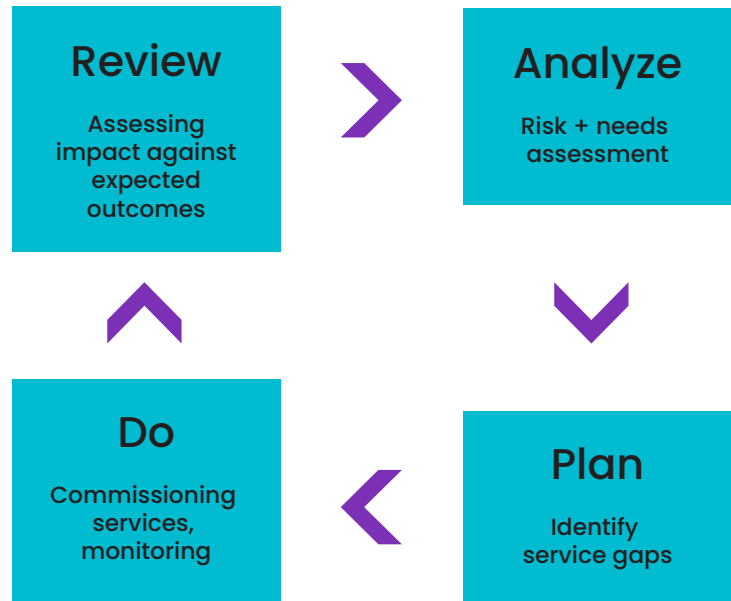 Review
Assessing
impact against
expected
outcomes
Analyze
Risk + needs
assessment
Do
Commissioning
services,
monitoring
Plan
Identify
service gaps